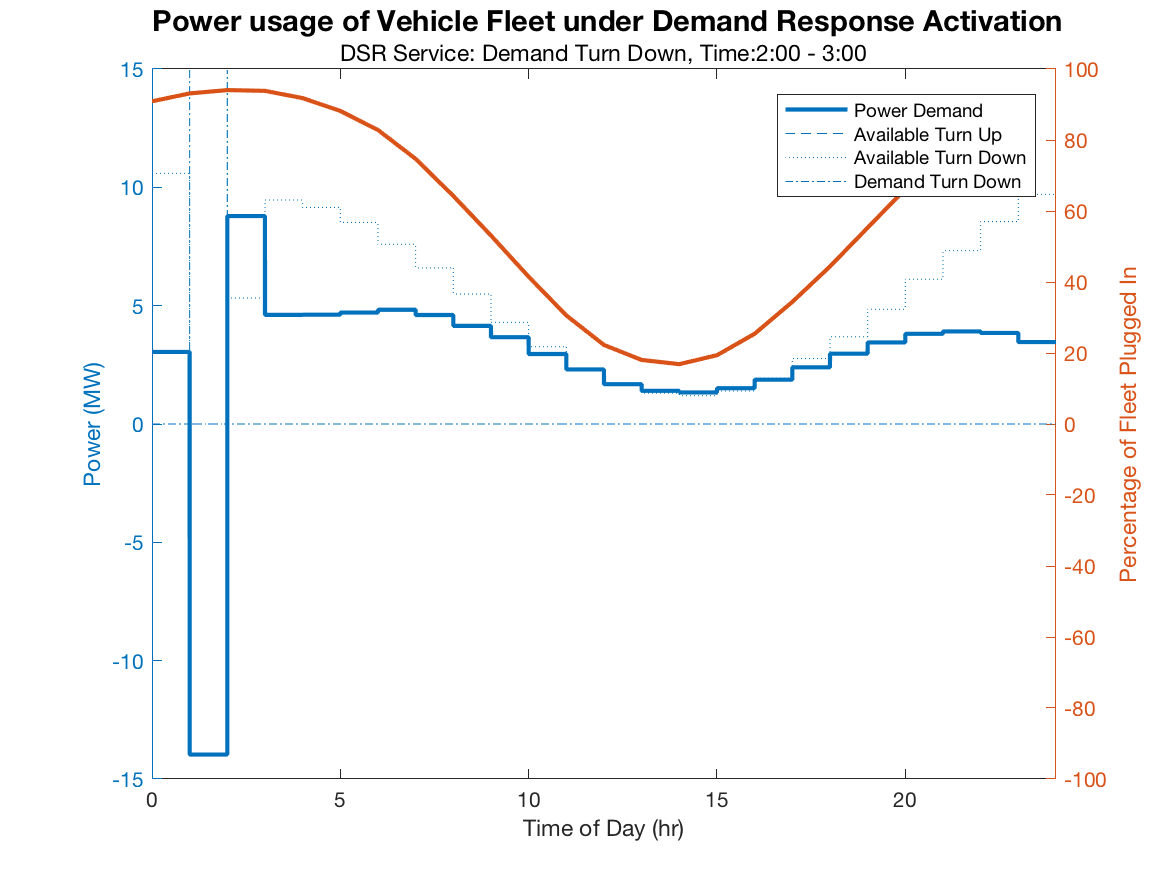 Power usage of Vehicle Fleet under Demand Response Activation
DSR Service: Demand Turn Down, Time:2:00 - 3:00
15
10
5
0
-5
-10
-15
Power (MW)
100
80
60
40
20
0
-20
-40
-60
-80
-100
Percentage of Fleet Plugged In
Power Demand
Available Turn Up
Available Turn Down
Demand Turn Down
0
5
10
15
20
Time of Day (hr)